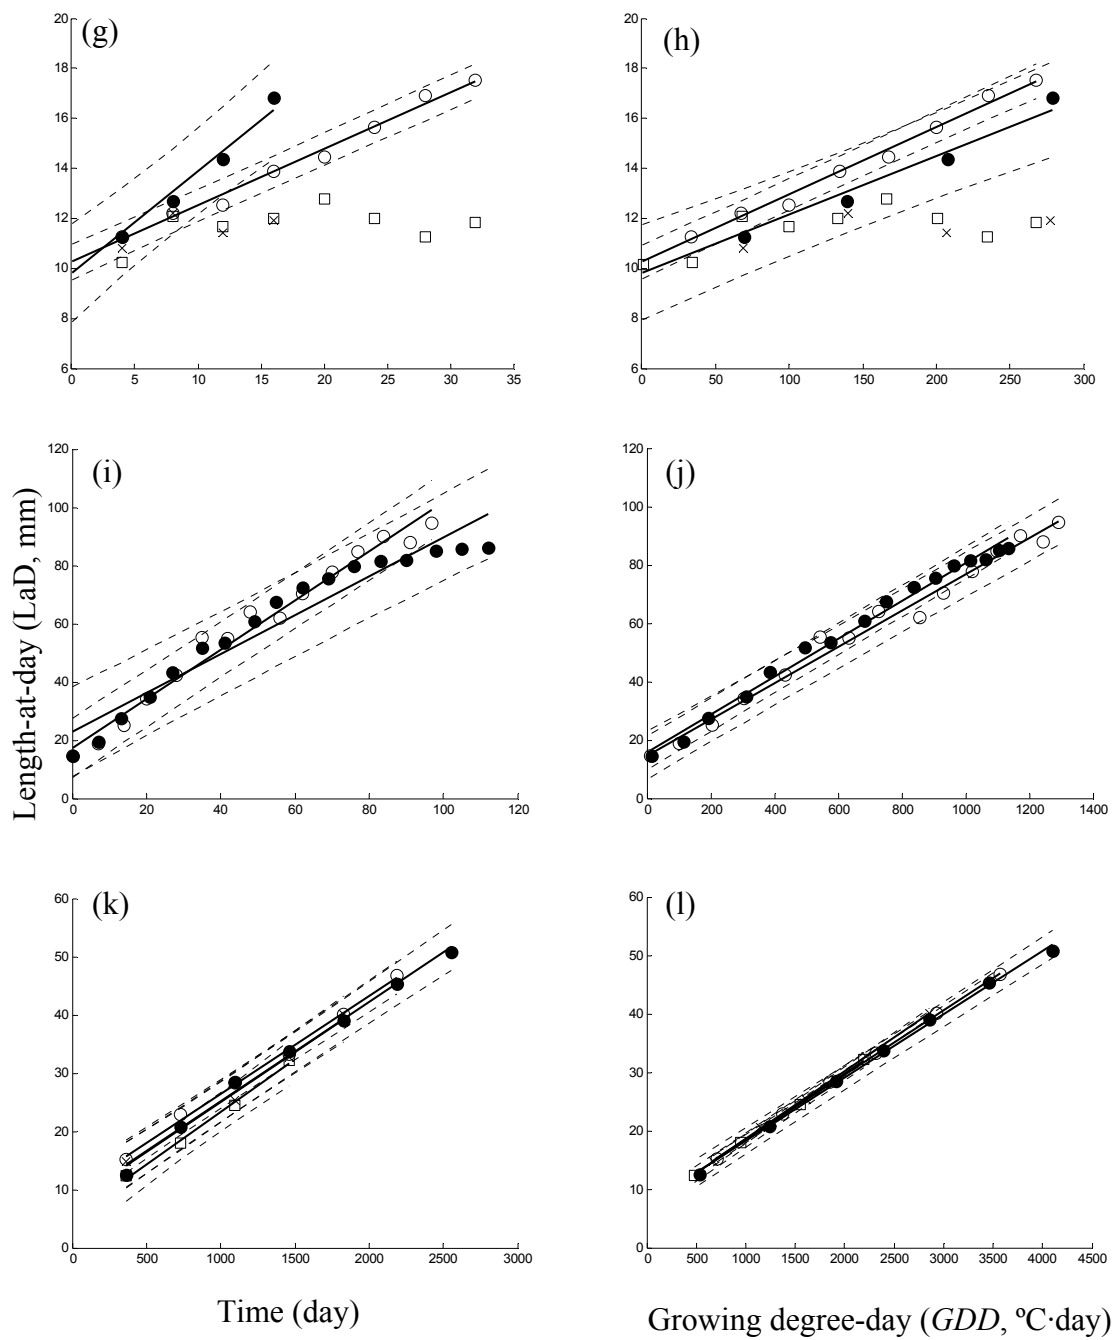 (g)
20
18
16
14
12
10
8
6
0 5 10 15 20 25 30 35
(h)
20
18
16
14
12
10
8
6
0 50 100 150 200 250 300
Length-at-day (LaD, mm)
(i)
120
100
80
60
40
20
0
0 20 40 60 80 100 120
(j)
120
100
80
60
40
20
0
0 200 400 600 800 1000 1200 1400
(k)
60
50
40
30
20
10
0
0 500 1000 1500 2000 2500 3000
(l)
60
50
40
30
20
10
0
0 500 1000 1500 2000 2500 3000 3500 4000 4500
Time (day)
Growing degree-day (GDD, ºC·day)